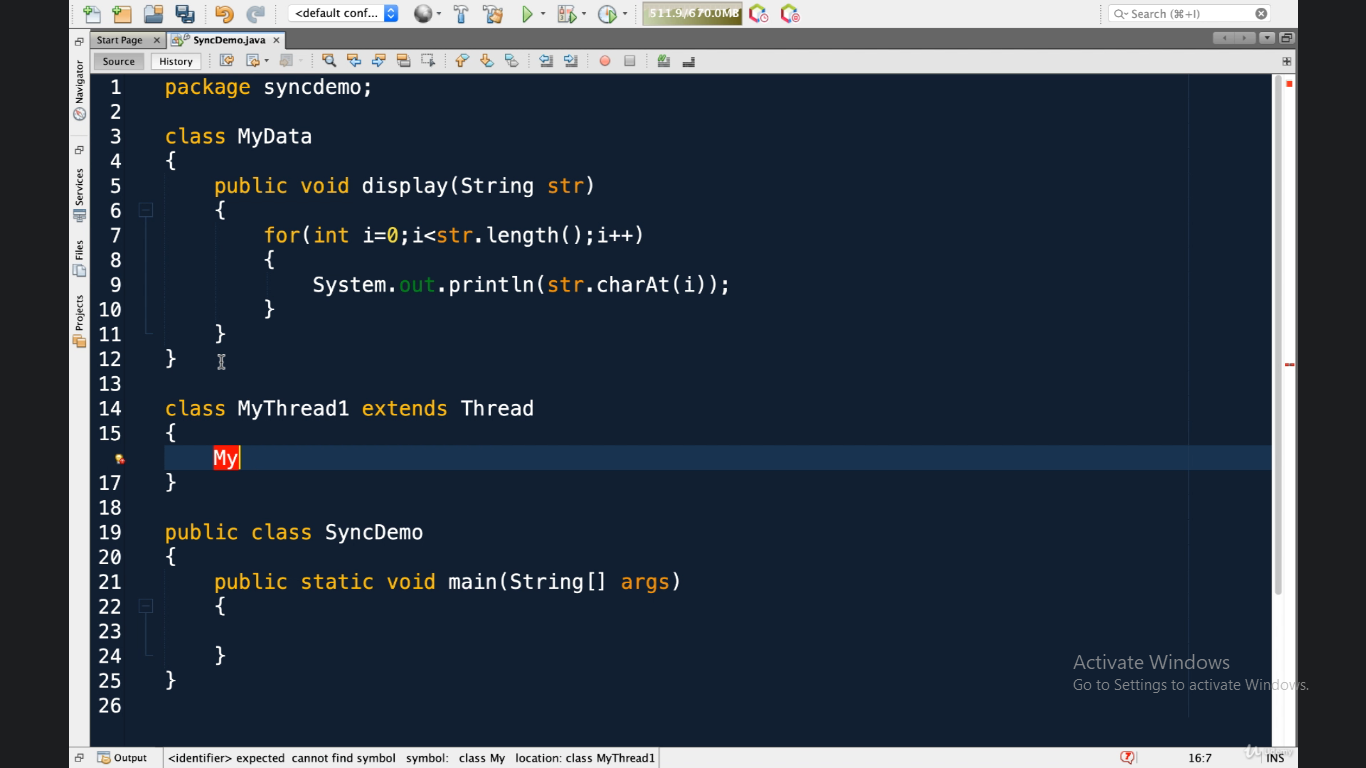 <default conf...
511.9/670.0MB
Search (⌘+I)
Start Page
SyncDemo.java
Source
History
Navigator
Services
Files
Projects
1 package syncdemo;
2
3 class MyData
4 {
5 public void display(String str)
6 {
7 for(int i=0;i<str.length();i++)
8 {
9 System.out.println(str.charAt(i));
10 }
11 }
12 }
13
14 class MyThread1 extends Thread
15 {
My
17 }
18
19 public class SyncDemo
20 {
21 public static void main(String[] args)
22 {
23
24 }
25 }
26
Activate Windows
Go to Settings to activate Windows.
Output
<identifier> expected cannot find symbol symbol: class My location: class MyThread1
16:7
INS